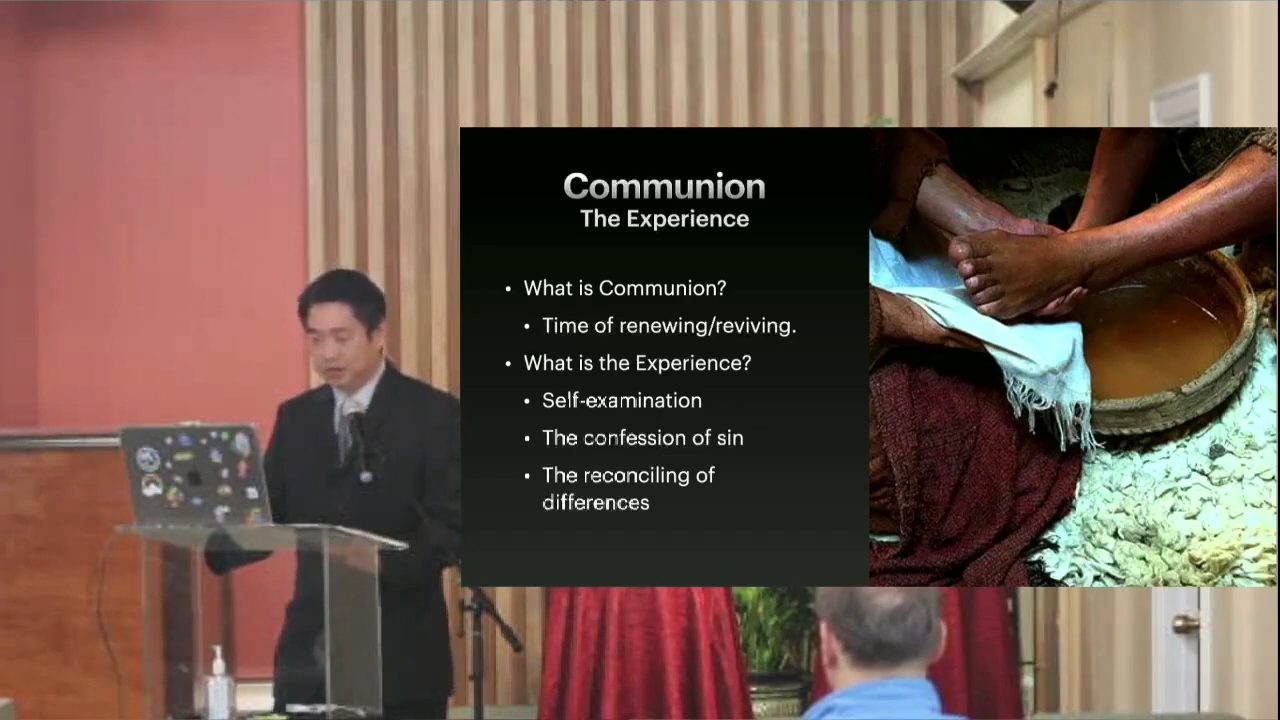 Communion
The Experience
• What is Communion?
• Time of renewing/reviving.
• What is the Experience?
• Self-examination
• The confession of sin
• The reconciling of
differences